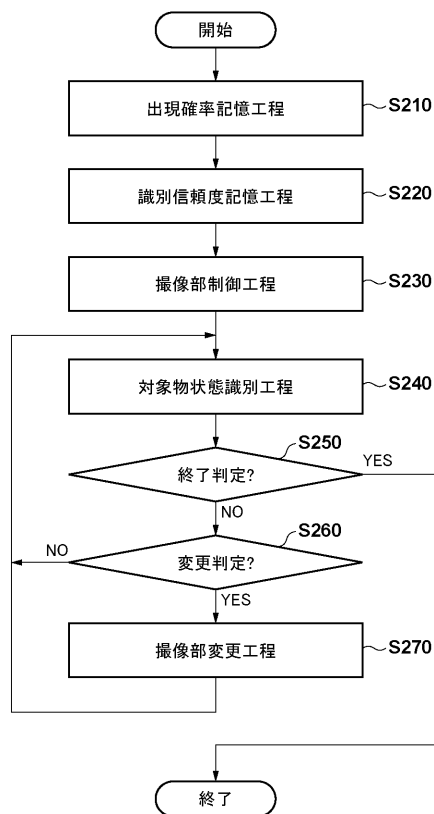 開始
出現確率記憶工程
S210
識別信頼度記憶工程
S220
撮像部制御工程
S230
対象物状態識別工程
S240
S250
終了判定?
YES
NO
S260
変更判定?
NO
YES
撮像部変更工程
S270
終了